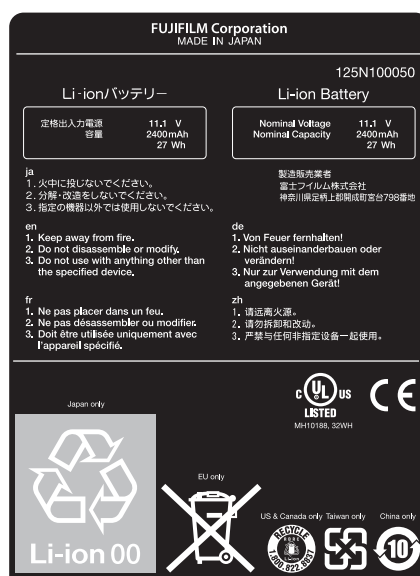 FUJIFILM Corporation
MADE IN JAPAN
125N100050
Li-ionバッテリー
Li-ion Battery
定格出入力電源 11.1 V
容量 2400mAh
27 Wh
Nominal Voltage 11.1 V
Nominal Capacity 2400mAh
27 Wh
ja
1. 火中に投じないでください。
2. 分解・改造をしないでください。
3. 指定の機器以外では使用しないでください。
製造販売業者
富士フイルム株式会社
神奈川県足柄上郡開成町宮台798番地
en
1. Keep away from fire.
2. Do not disassemble or modify.
3. Do not use with anything other than
the specified device.
de
1. Von Feuer fernhalten!
2. Nicht auseinanderbauen oder
verändern!
3. Nur zur Verwendung mit dem
angegebenen Gerät!
fr
1. Ne pas placer dans un feu.
2. Ne pas désassembler ou modifier.
3. Doit être utilisée uniquement avec
l'appareil spécifié.
zh
1. 请远离火源。
2. 请勿拆卸和改动。
3. 严禁与任何非指定设备一起使用。
C UL US
LISTED
MH10188, 32WH
CE
Japan only
Li-ion 00
EU only
US & Canada only
RECYCLE
1.800.822.8837
Taiwan only
China only
10